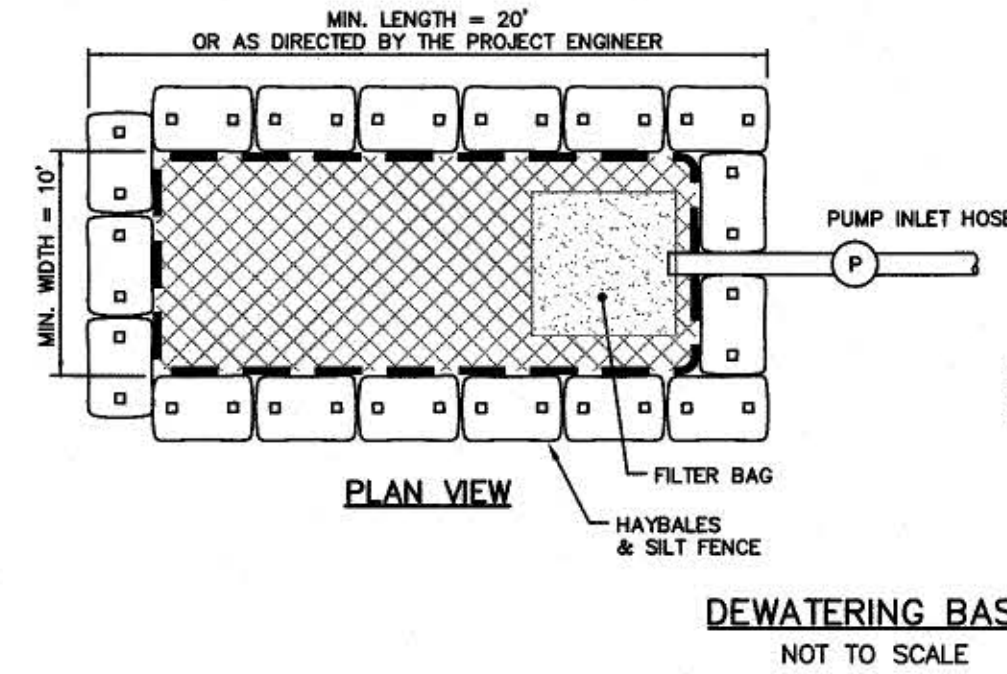 MIN. LENGTH = 20'
OR AS DIRECTED BY THE PROJECT ENGINEER
MIN. WIDTH = 10'
PUMP INLET HOSE
P
FILTER BAG
PLAN VIEW
HAYBALES
& SILT FENCE
DEWATERING BAS
NOT TO SCALE